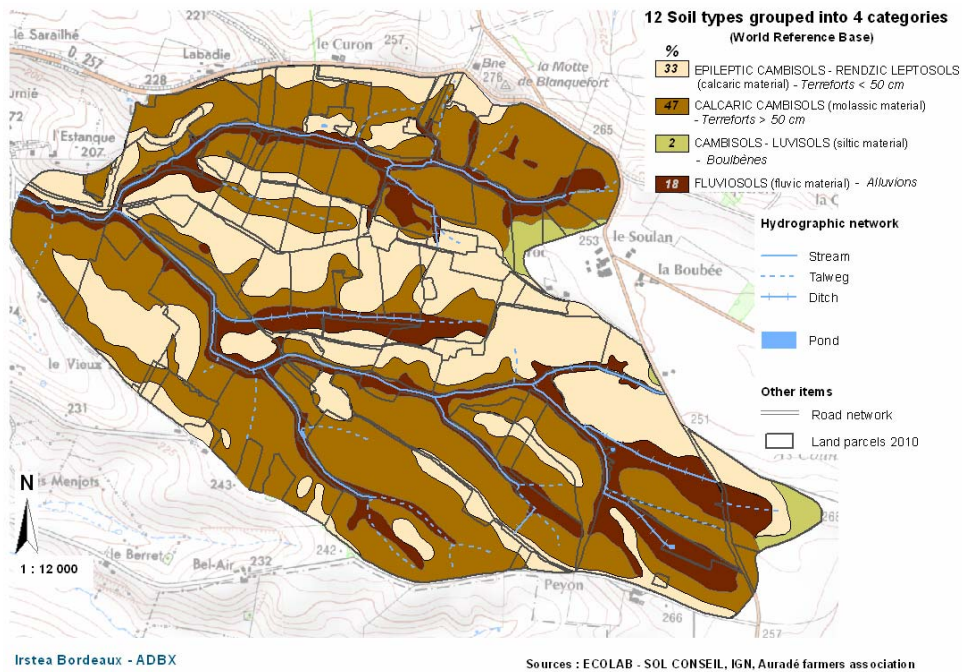 12 Soil types grouped into 4 categories
(World Reference Base)
%
33 EPILEPTIC CAMBISOLS - RENDZIC LEPTOSOLS
(calcaric material) - Terreforts < 50 cm
47 CALCARIC CAMBISOLS (molassic material)
- Terreforts > 50 cm
2 CAMBISOLS - LUVISOLS (siltic material)
- Boulbènes
18 FLUVIOSOLS (fluvic material) - Alluvions
Hydrographic network
Stream
Talweg
Ditch
Pond
Other items
Road network
Land parcels 2010
221
le Sarailhé
D. 257
Labadie
le Curon
257
Bne
276
la Motte
de Blanquefort
228
265
l'Estanque
207
253
le Soulan
la Boubée
le Vieux
231
251
Menjots
243
N
1 : 12 000
le Berret
Bel-Air
232
242
Peyon
266
257
Irstea Bordeaux - ADBX
Sources : ECOLAB - SOL CONSEIL, IGN, Auradé farmers association